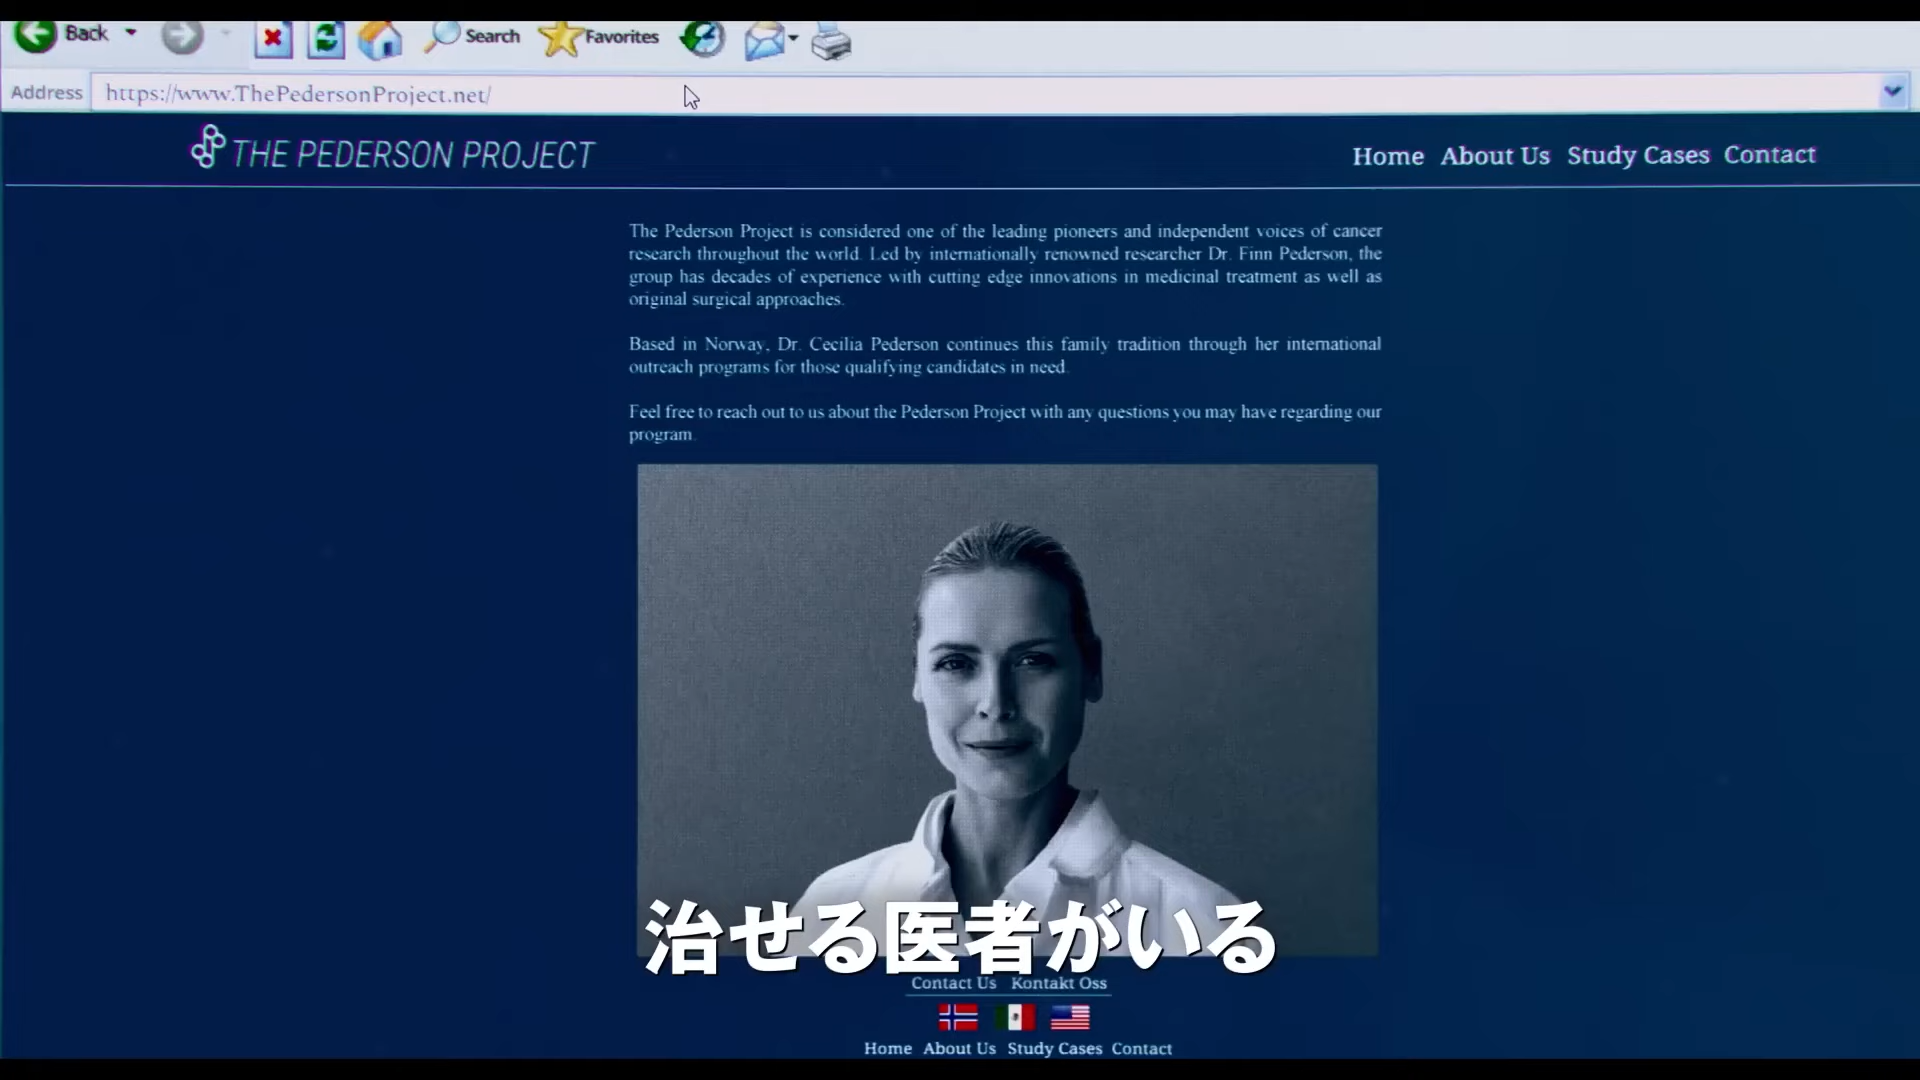 Back
Search
Favorites
Address
https://www.ThePedersonProject.net/
THE PEDERSON PROJECT
Home About Us Study Cases Contact
The Pederson Project is considered one of the leading pioneers and independent voices of cancer
research throughout the world. Led by internationally renowned researcher Dr. Finn Pederson, the
group has decades of experience with cutting edge innovations in medicinal treatment as well as
original surgical approaches.
Based in Norway, Dr. Cecilia Pederson continues this family tradition through her international
outreach programs for those qualifying candidates in need.
Feel free to reach out to us about the Pederson Project with any questions you may have regarding our
program.
治せる医者がいる
Contact Us Kontakt Oss
Home About Us Study Cases Contact